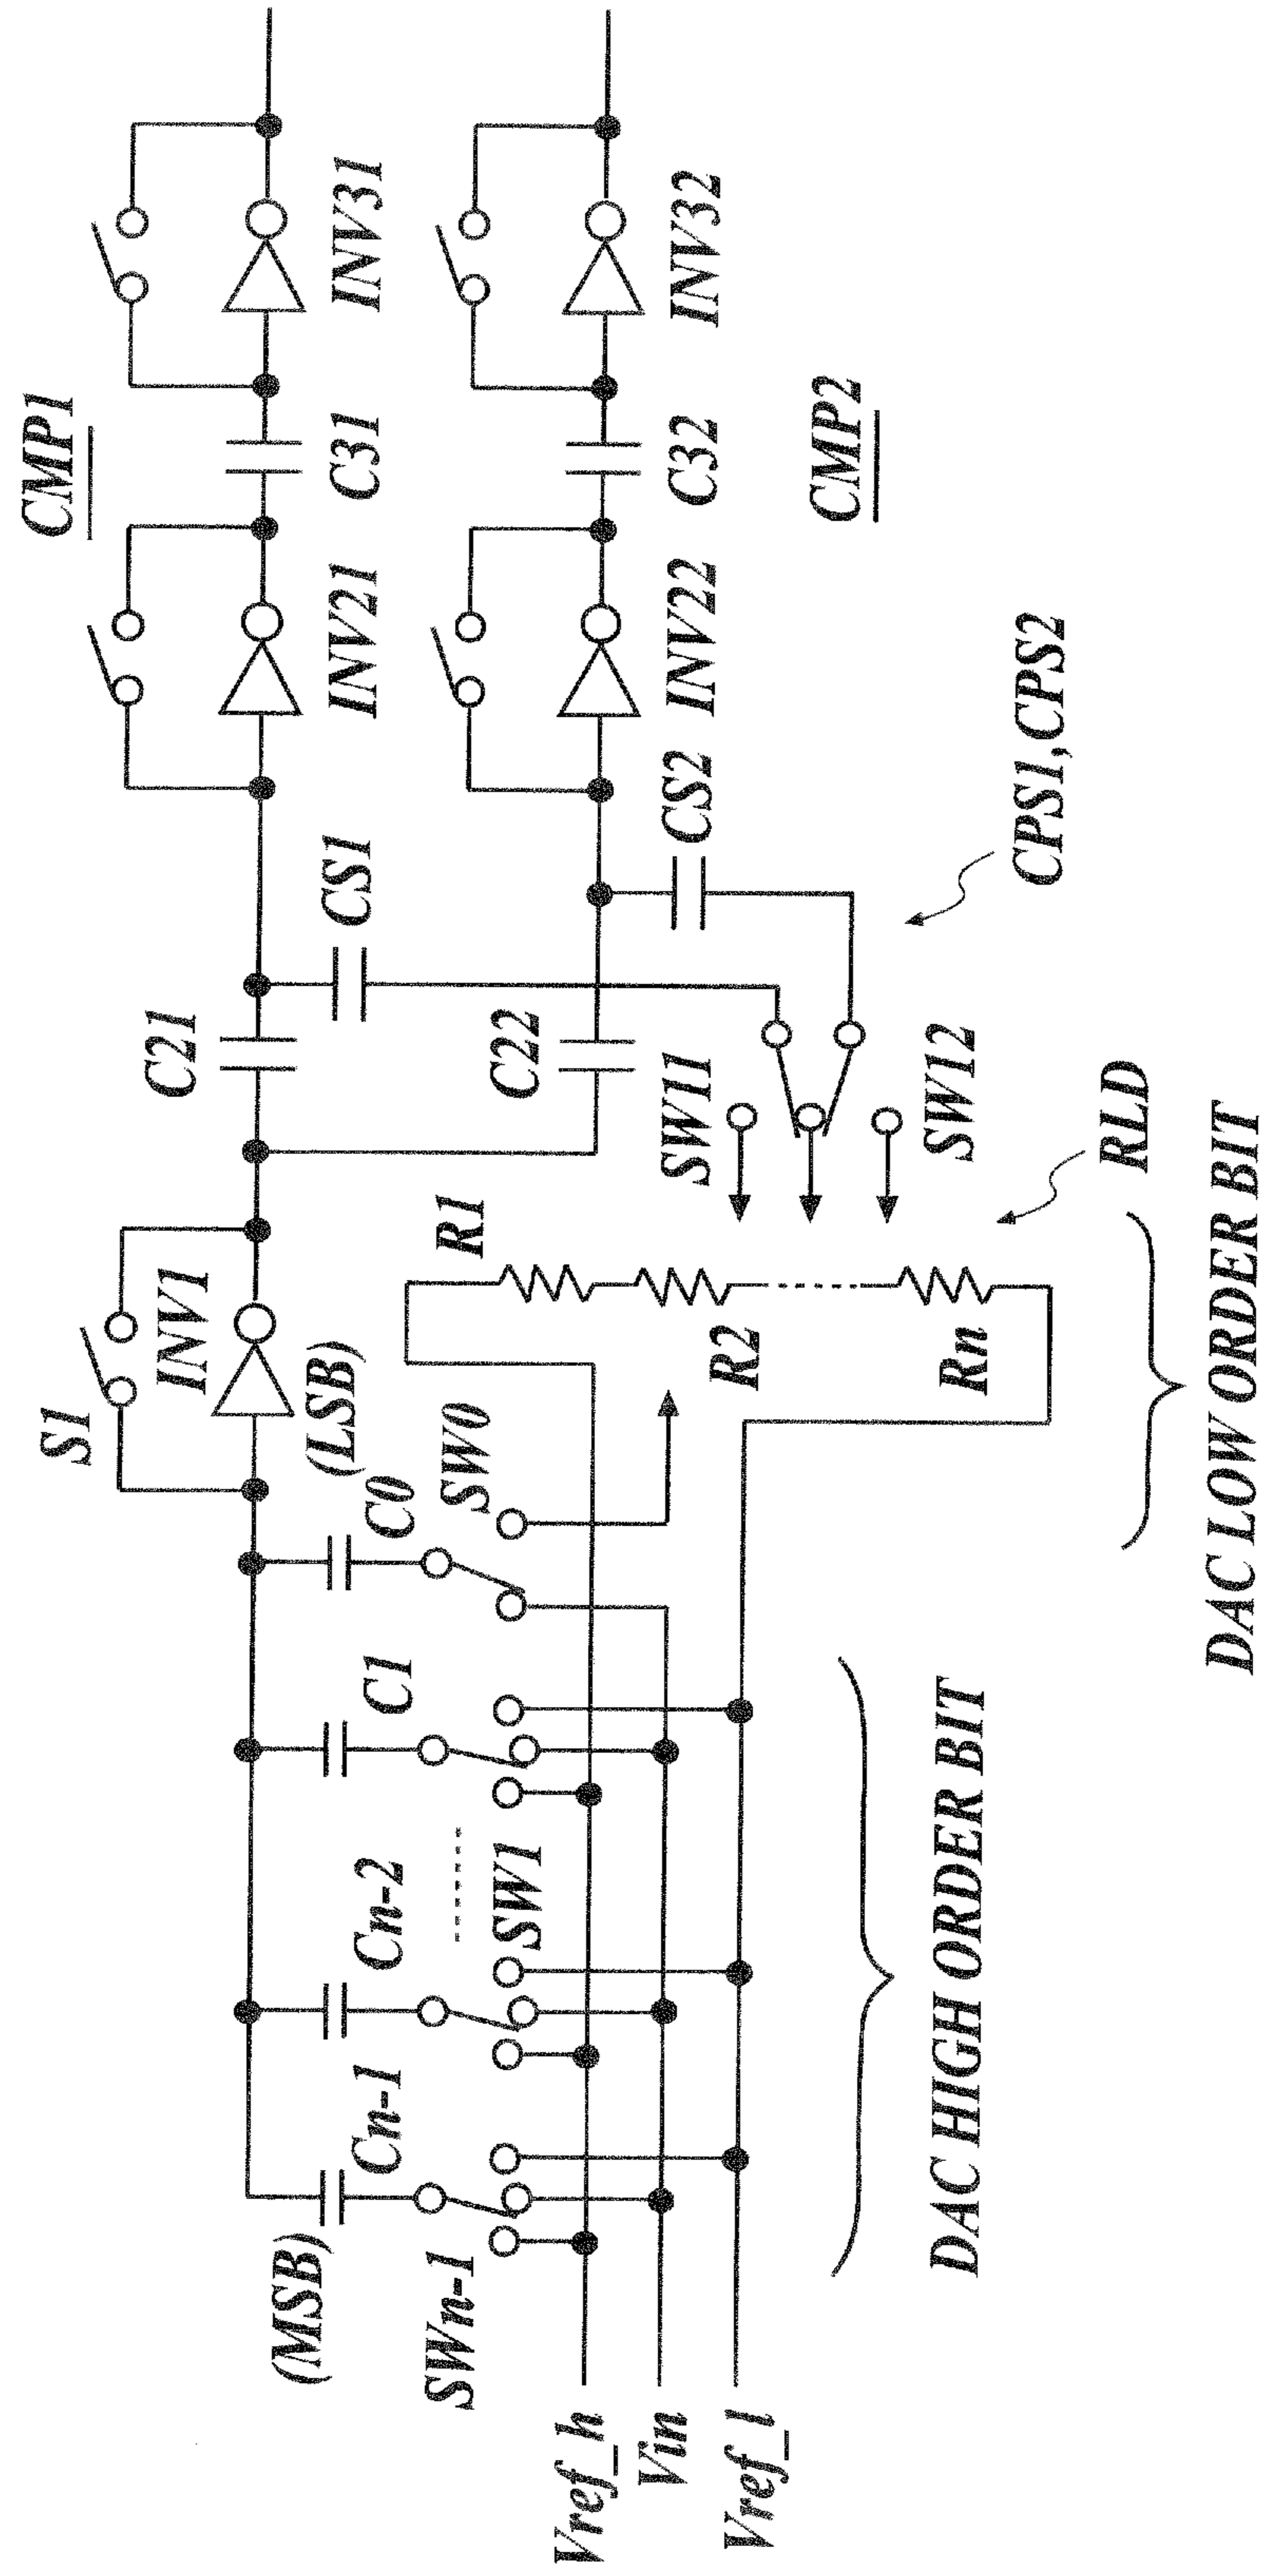 CMP1
S1
INV1
C21
INV21
C31
INV31
(MSB)
Cn-1
Cn-2
C1
C0
(LSB)
CS1
R1
C22
CS2
INV22
C32
INV32
SWn-1
SW1
SW0
Vref_h
Vin
Vref_l
R2
Rn
SW11
SW12
CMP2
CPS1,CPS2
RLD
DAC HIGH ORDER BIT
DAC LOW ORDER BIT